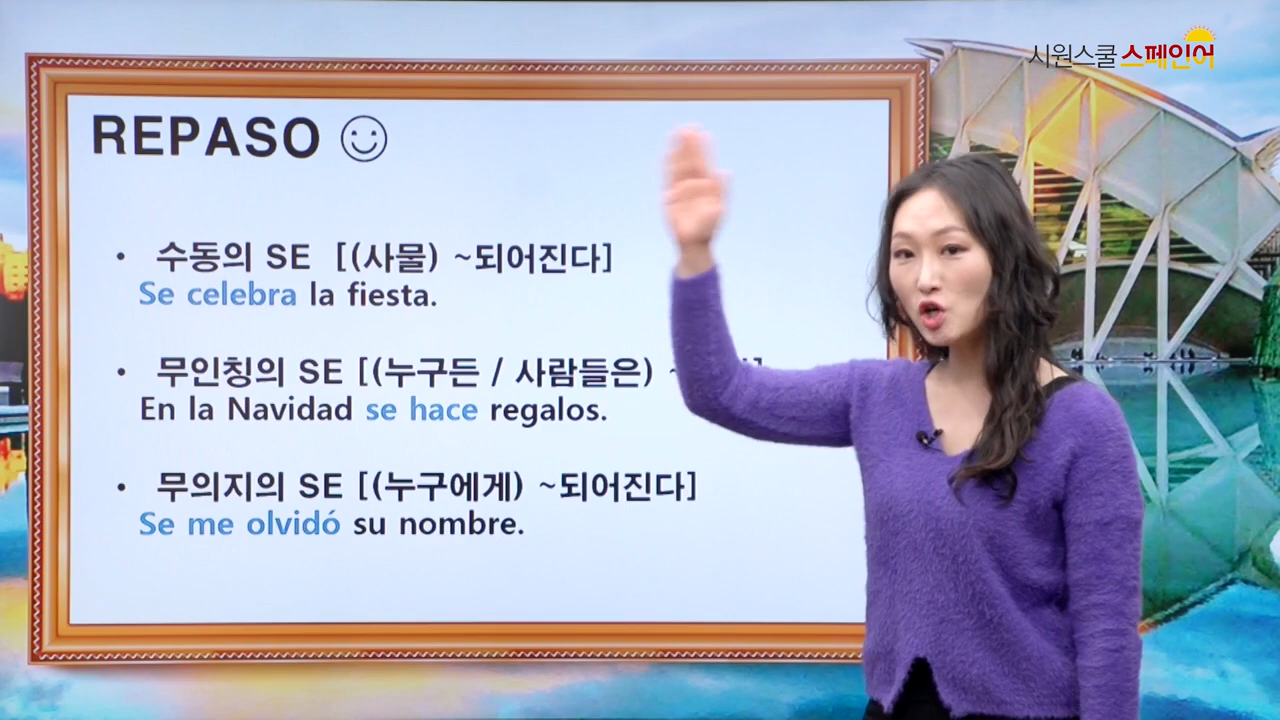 시원스쿨 스페인어
REPASO
• 수동의 SE [(사물) ~되어진다]
Se celebra la fiesta.
• 무인칭의 SE [(누구든 / 사람들은) ~
En la Navidad se hace regalos.
• 무의지의 SE [(누구에게) ~되어진다]
Se me olvidó su nombre.